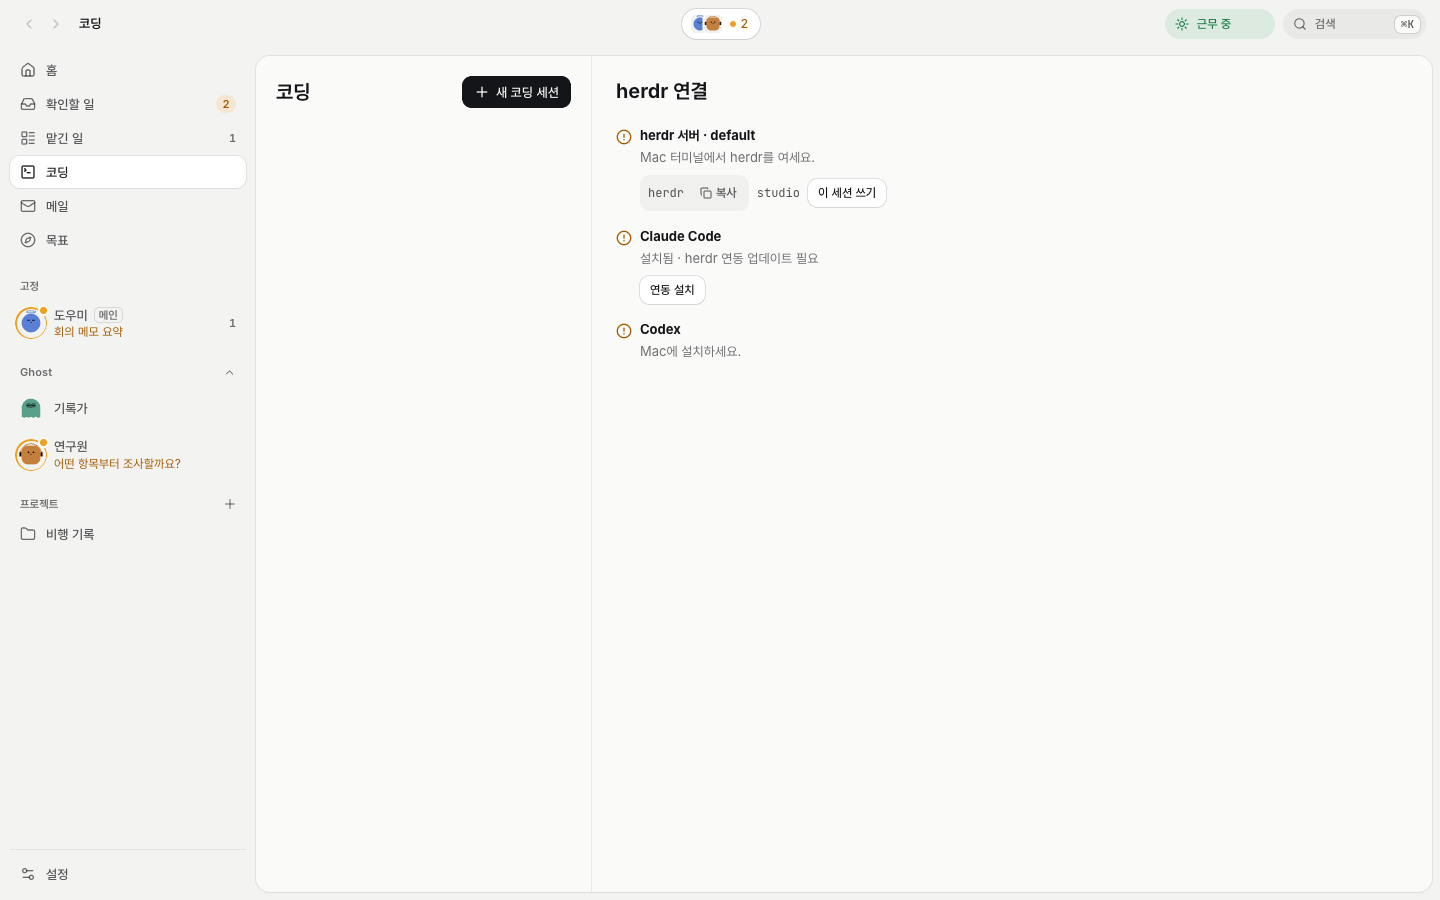 코딩
2
근무 중
검색
⌘K
홈
확인할 일
2
맡긴 일
1
코딩
메일
목표
고정
도우미
메인
회의 메모 요약
1
Ghost
기록가
연구원
어떤 항목부터 조사할까요?
프로젝트
비행 기록
설정
코딩
새 코딩 세션
herdr 연결
herdr 서버 · default
Mac 터미널에서 herdr를 여세요.
herdr
복사
studio
이 세션 쓰기
Claude Code
설치됨 · herdr 연동 업데이트 필요
연동 설치
Codex
Mac에 설치하세요.